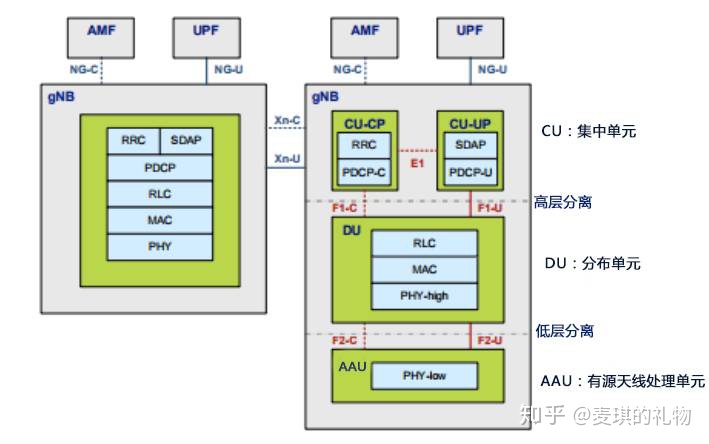 AMF
UPF
AMF
UPF
NG-C
NG-U
NG-C
NG-U
gNB
gNB
Xn-C
Xn-U
RRC
SDAP
PDCP
RLC
MAC
PHY
CU-CP
CU-UP
RRC
SDAP
E1
PDCP-C
PDCP-U
CU：集中单元
F1-C
F1-U
高层分离
DU
RLC
MAC
PHY-high
DU：分布单元
F2-C
F2-U
低层分离
AAU
PHY-low
AAU：有源天线处理单元
知乎 @麦琪的礼物